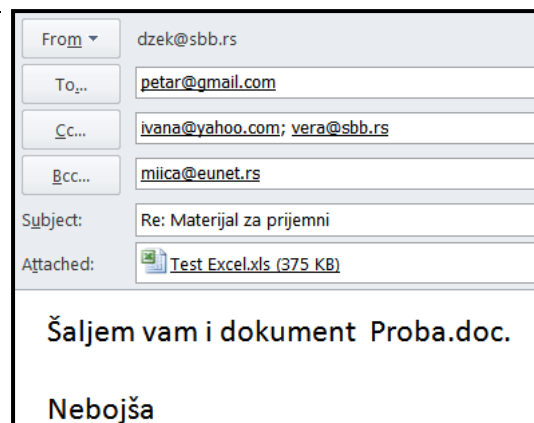 From dzek@sbb.rs
To... petar@gmail.com
Cc... ivana@yahoo.com; vera@sbb.rs
Bcc... miica@eunet.rs
Subject: Re: Materijal za prijemni
Attached: Test Excel.xls (375 KB)
Šaljem vam i dokument Proba.doc.
Nebojša